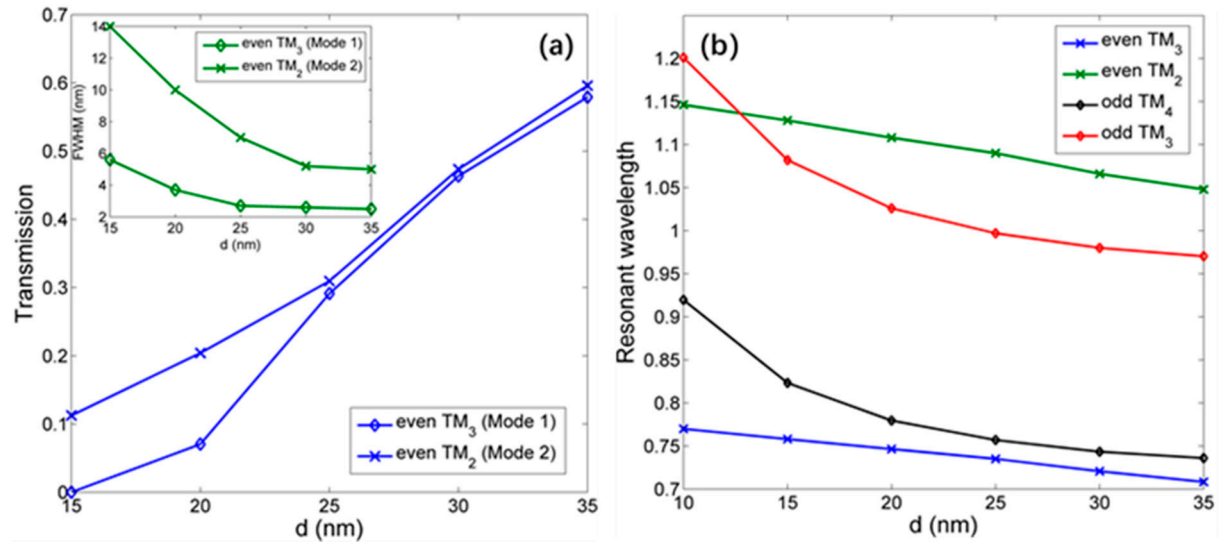 (a)
Transmission
0.7
0.6
0.5
0.4
0.3
0.2
0.1
0
15
20
25
30
35
d (nm)
even TM3 (Mode 1)
even TM2 (Mode 2)
FWHM (nm)
14
12
10
8
6
4
2
15
20
25
30
35
d (nm)
even TM3 (Mode 1)
even TM2 (Mode 2)
(b)
Resonant wavelength
1.2
1.15
1.1
1.05
1
0.95
0.9
0.85
0.8
0.75
0.7
10
15
20
25
30
35
d (nm)
even TM3
even TM2
odd TM4
odd TM3